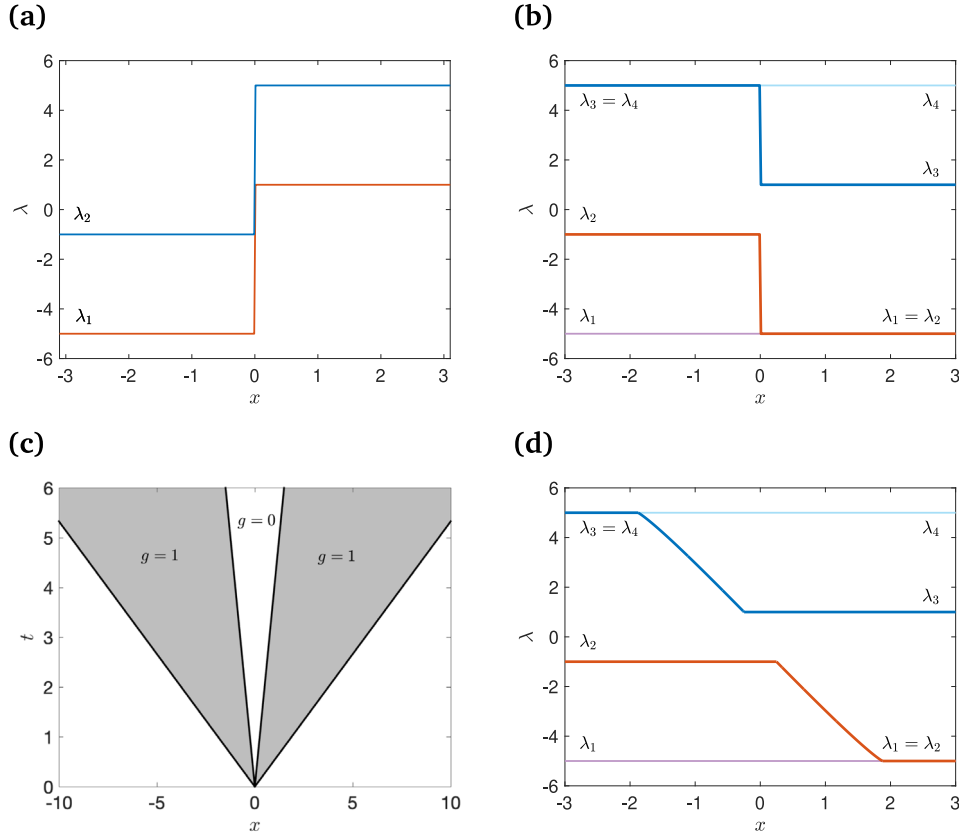 (a)
6
4
2
0
-2
-4
-6
λ
λ₂
λ₁
-3 -2 -1 0 1 2 3
x
(b)
6
4
2
0
-2
-4
-6
λ
λ₃ = λ₄
λ₄
λ₃
λ₂
λ₁
λ₁ = λ₂
-3 -2 -1 0 1 2 3
x
(c)
6
5
4
3
2
1
0
t
g = 0
g = 1
g = 1
-10 -5 0 5 10
x
(d)
6
4
2
0
-2
-4
-6
λ
λ₃ = λ₄
λ₄
λ₃
λ₂
λ₁
λ₁ = λ₂
-3 -2 -1 0 1 2 3
x